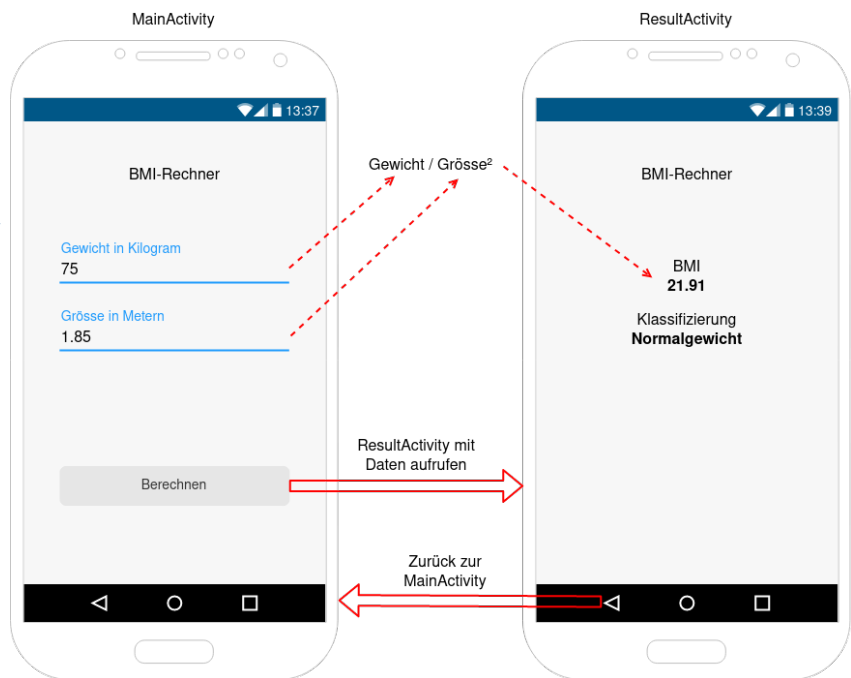 MainActivity
ResultActivity
13:37
13:39
BMI-Rechner
Gewicht / Grösse²
BMI-Rechner
Gewicht in Kilogram
75
BMI
21.91
Grösse in Metern
1.85
Klassifizierung
Normalgewicht
ResultActivity mit
Daten aufrufen
Berechnen
Zurück zur
MainActivity